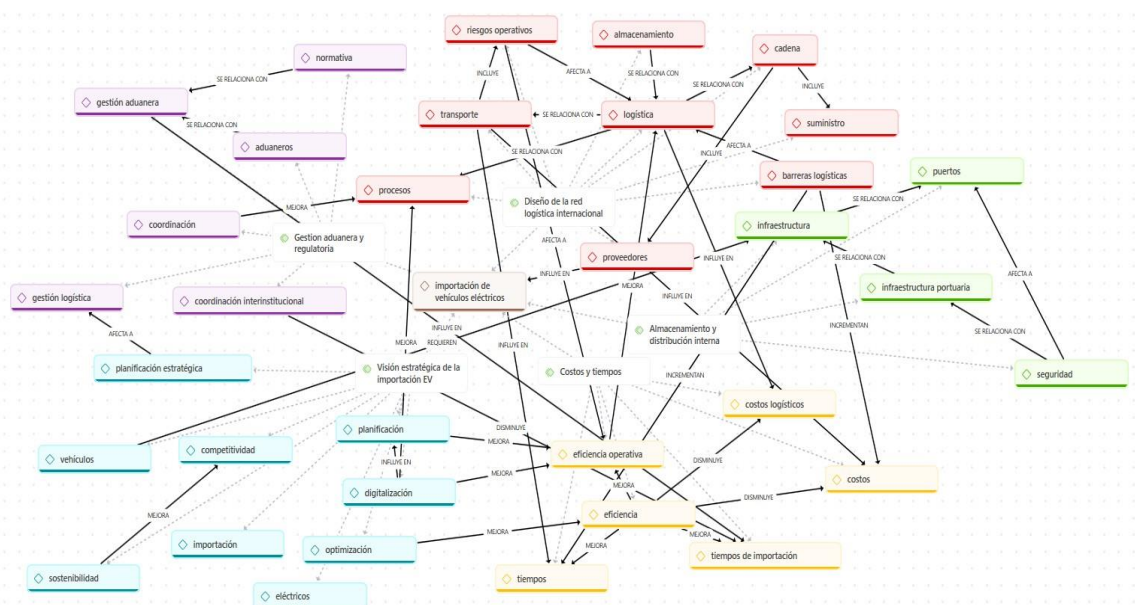 riesgos operativos
almacenamiento
cadena
normativa
SE RELACIONA CON
INCLUYE
AFECTA A
SE RELACIONA CON
SE RELACIONA CON
INCLUYE
gestión aduanera
transporte
SE RELACIONA CON
logística
suministro
SE RELACIONA CON
aduaneros
SE RELACIONA CON
INCLUYE
AFECTA A
puertos
barreras logísticas
procesos
MEJORA
Diseño de la red
logística internacional
SE RELACIONA CON
coordinación
infraestructura
Gestion aduanera y
regulatoria
AFECTA A
proveedores
INFLUYE EN
SE RELACIONA CON
INFLUYE EN
MEJORA
AFECTA A
importación de
vehículos eléctricos
infraestructura portuaria
gestión logística
coordinación interinstitucional
INFLUYE EN
INFLUYE EN
Almacenamiento y
distribución interna
INCREMENTAN
SE RELACIONA CON
AFECTA A
MEJORA
REQUIEREN
INFLUYE EN
planificación estratégica
Visión estratégica de la
importación EV
Costos y tiempos
INCREMENTAN
seguridad
costos logísticos
planificación
DISMINUYE
MEJORA
competitividad
vehículos
eficiencia operativa
INFLUYE EN
DISMINUYE
costos
MEJORA
MEJORA
digitalización
DISMINUYE
MEJORA
eficiencia
MEJORA
MEJORA
importación
optimización
MEJORA
tiempos de importación
sostenibilidad
tiempos
eléctricos